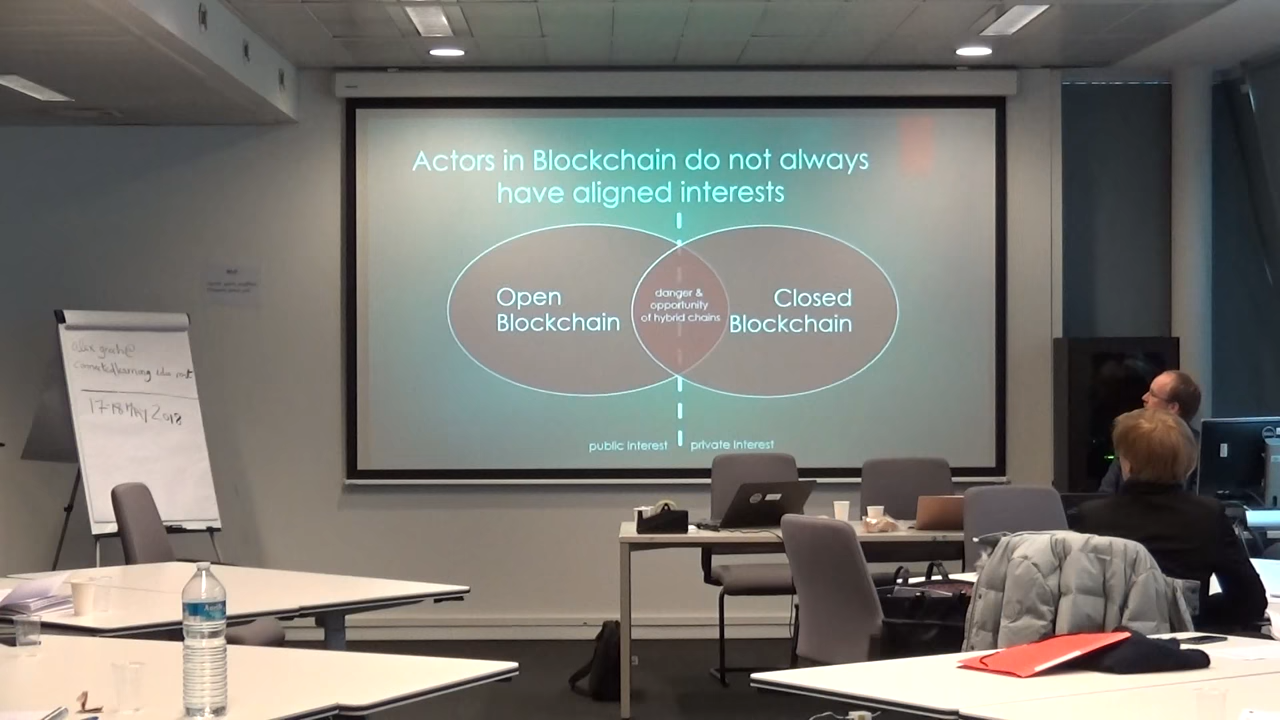 Actors in Blockchain do not always
have aligned interests
Open
Blockchain
danger &
opportunity
of hybrid chains
Closed
Blockchain
public interest
private interest
17-18 May 2018